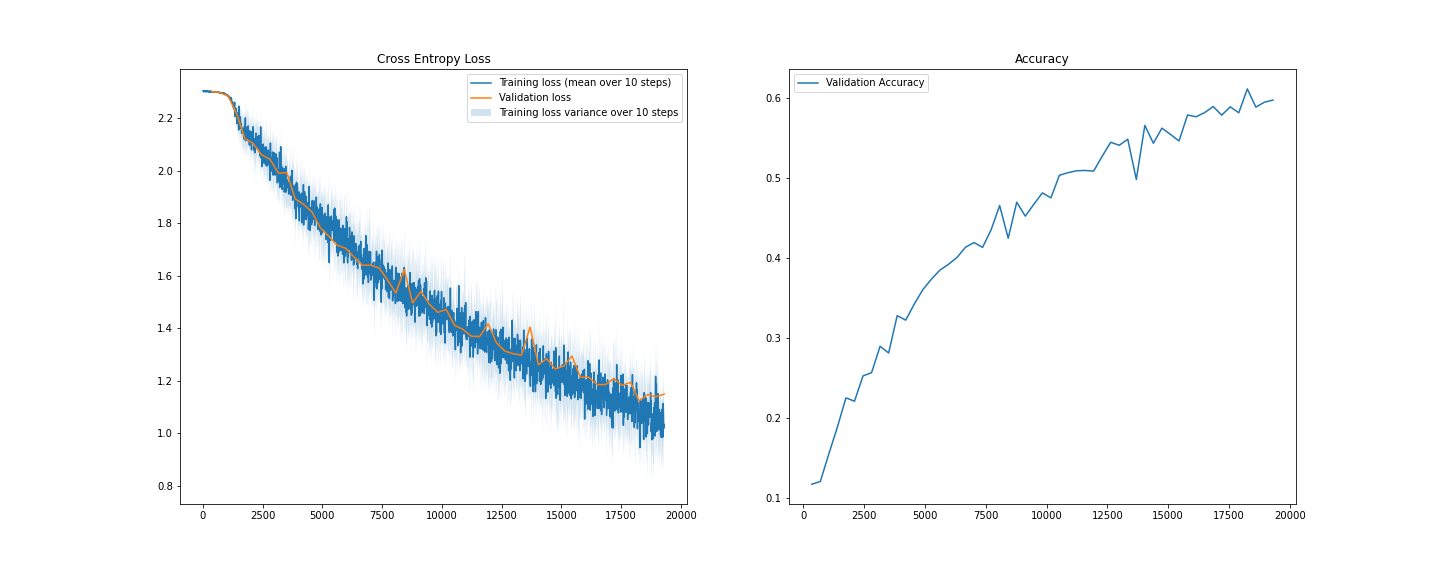 Cross Entropy Loss
Training loss (mean over 10 steps)
Validation loss
Training loss variance over 10 steps
2.2
2.0
1.8
1.6
1.4
1.2
1.0
0.8
0 2500 5000 7500 10000 12500 15000 17500 20000
Accuracy
Validation Accuracy
0.6
0.5
0.4
0.3
0.2
0.1
0 2500 5000 7500 10000 12500 15000 17500 20000